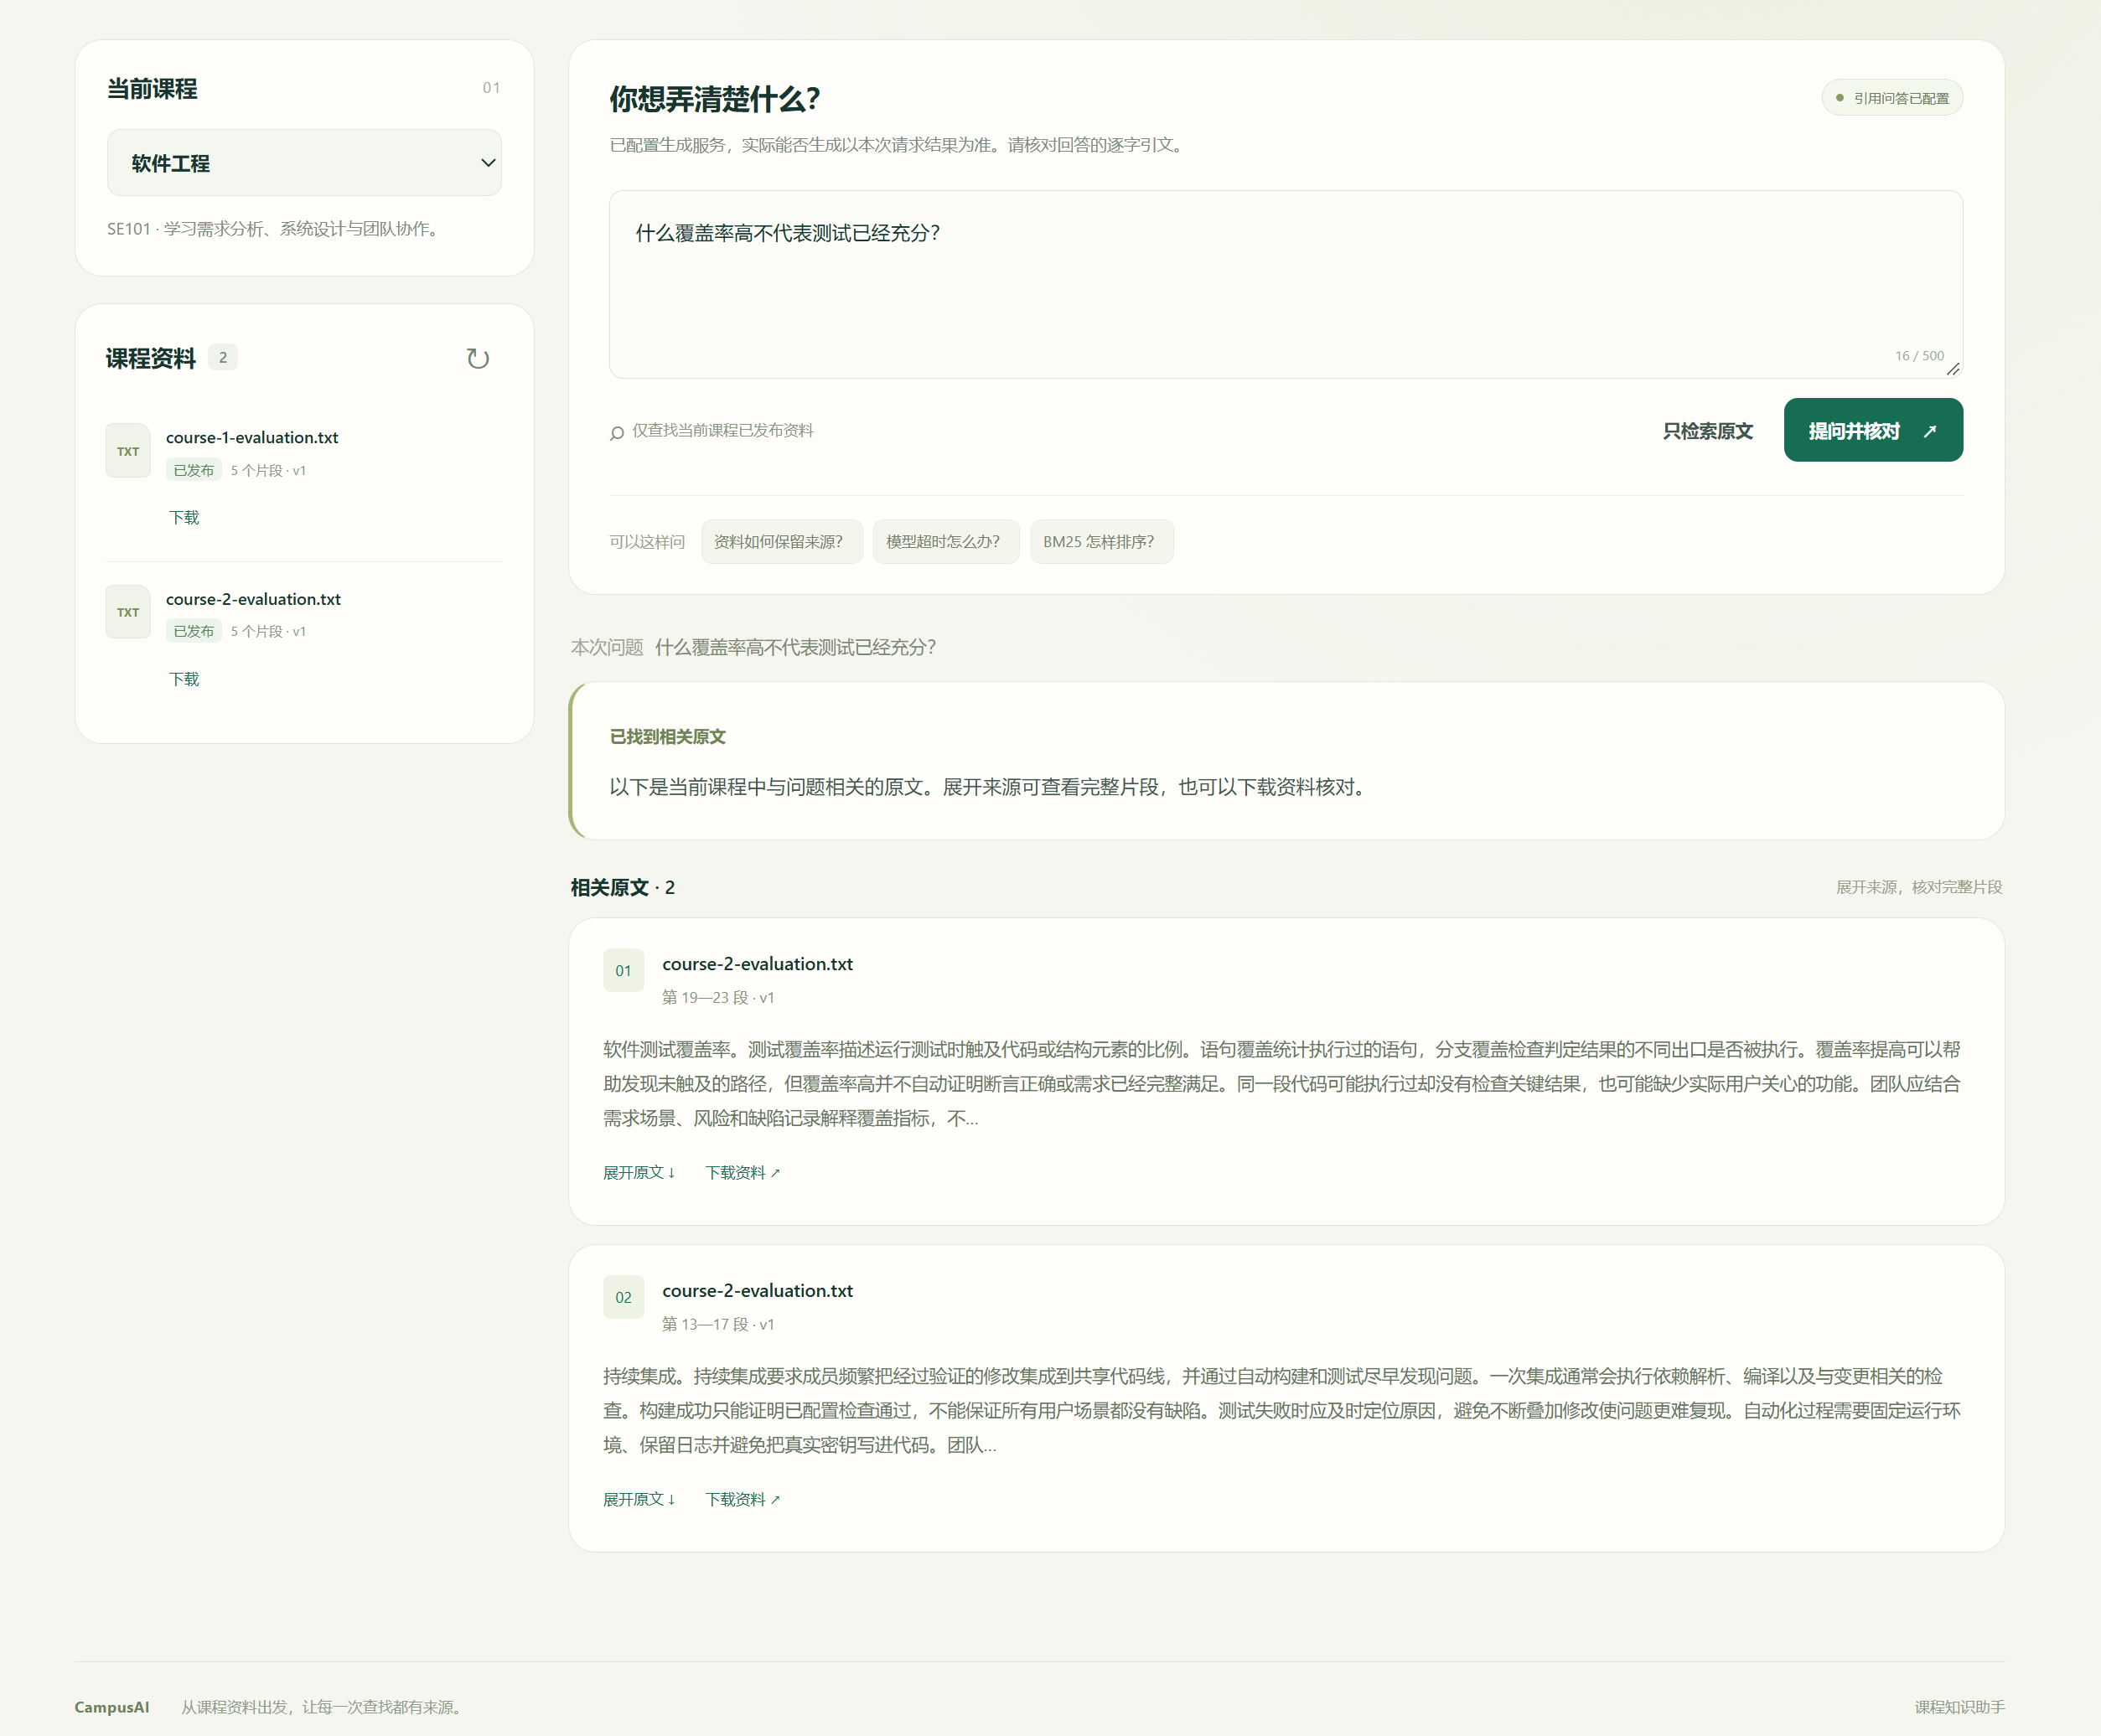 当前课程
01
软件工程
SE101 · 学习需求分析、系统设计与团队协作。
课程资料 2
TXT
course-1-evaluation.txt
已发布 5 个片段 · v1
下载
TXT
course-2-evaluation.txt
已发布 5 个片段 · v1
下载
你想弄清楚什么？
引用问答已配置
已配置生成服务，实际能否生成以本次请求结果为准。请核对回答的逐字引文。
什么覆盖率高不代表测试已经充分？
16 / 500
仅查找当前课程已发布资料
只检索原文
提问并核对 ↗
可以这样问 资料如何保留来源？ 模型超时怎么办？ BM25 怎样排序？
本次问题 什么覆盖率高不代表测试已经充分？
已找到相关原文
以下是当前课程中与问题相关的原文。展开来源可查看完整片段，也可以下载资料核对。
相关原文 · 2
展开来源，核对完整片段
01
course-2-evaluation.txt
第 19—23 段 · v1
软件测试覆盖率。测试覆盖率描述运行测试时触及代码或结构元素的比例。语句覆盖统计执行过的语句，分支覆盖检查判定结果的不同出口是否被执行。覆盖率提高可以帮
助发现未触及的路径，但覆盖率高并不自动证明断言正确或需求已经完整满足。同一段代码可能执行过却没有检查关键结果，也可能缺少实际用户关心的功能。团队应结合
需求场景、风险和缺陷记录解释覆盖指标，不…
展开原文 ↓ 下载资料 ↗
02
course-2-evaluation.txt
第 13—17 段 · v1
持续集成。持续集成要求成员频繁把经过验证的修改集成到共享代码线，并通过自动构建和测试尽早发现问题。一次集成通常会执行依赖解析、编译以及与变更相关的检
查。构建成功只能证明已配置检查通过，不能保证所有用户场景都没有缺陷。测试失败时应及时定位原因，避免不断叠加修改使问题更难复现。自动化过程需要固定运行环
境、保留日志并避免把真实密钥写进代码。团队…
展开原文 ↓ 下载资料 ↗
CampusAI 从课程资料出发，让每一次查找都有来源。
课程知识助手